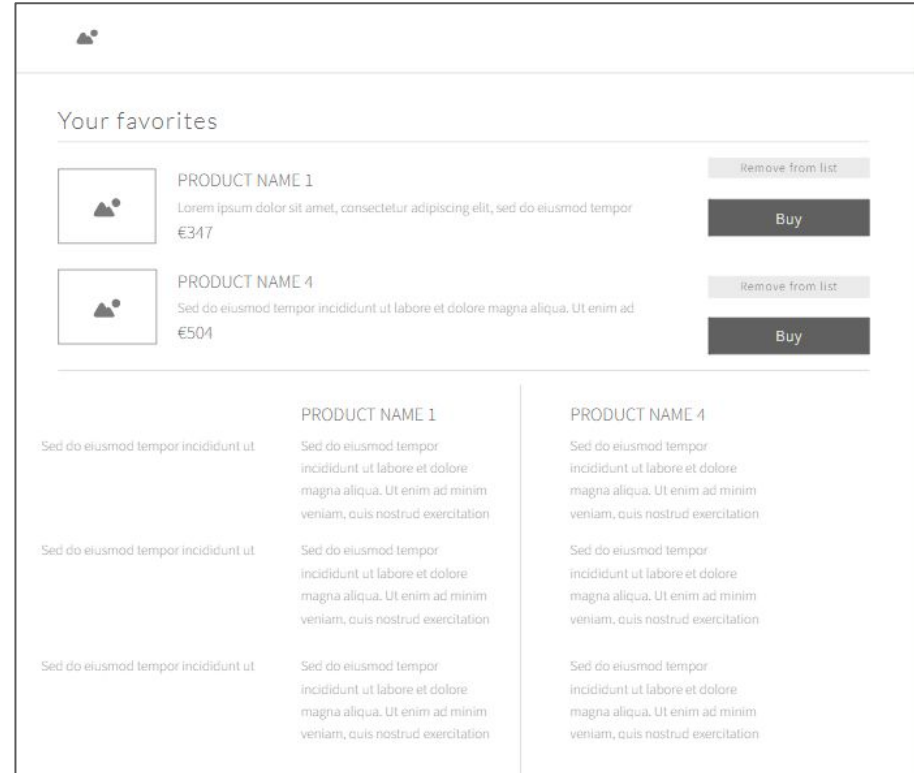 Your favorites
PRODUCT NAME 1
Lorem ipsum dolor sit amet, consectetur adipiscing elit, sed do eiusmod tempor
€347
Remove from list
Buy
PRODUCT NAME 4
Sed do eiusmod tempor incididunt ut labore et dolore magna aliqua. Ut enim ad
€504
Remove from list
Buy
PRODUCT NAME 1
PRODUCT NAME 4
Sed do eiusmod tempor incididunt ut
Sed do eiusmod tempor
incididunt ut labore et dolore
magna aliqua. Ut enim ad minim
veniam, quis nostrud exercitation
Sed do eiusmod tempor
incididunt ut labore et dolore
magna aliqua. Ut enim ad minim
veniam, quis nostrud exercitation
Sed do eiusmod tempor incididunt ut
Sed do eiusmod tempor
incididunt ut labore et dolore
magna aliqua. Ut enim ad minim
veniam, quis nostrud exercitation
Sed do eiusmod tempor
incididunt ut labore et dolore
magna aliqua. Ut enim ad minim
veniam, quis nostrud exercitation
Sed do eiusmod tempor incididunt ut
Sed do eiusmod tempor
incididunt ut labore et dolore
magna aliqua. Ut enim ad minim
veniam, quis nostrud exercitation
Sed do eiusmod tempor
incididunt ut labore et dolore
magna aliqua. Ut enim ad minim
veniam, quis nostrud exercitation